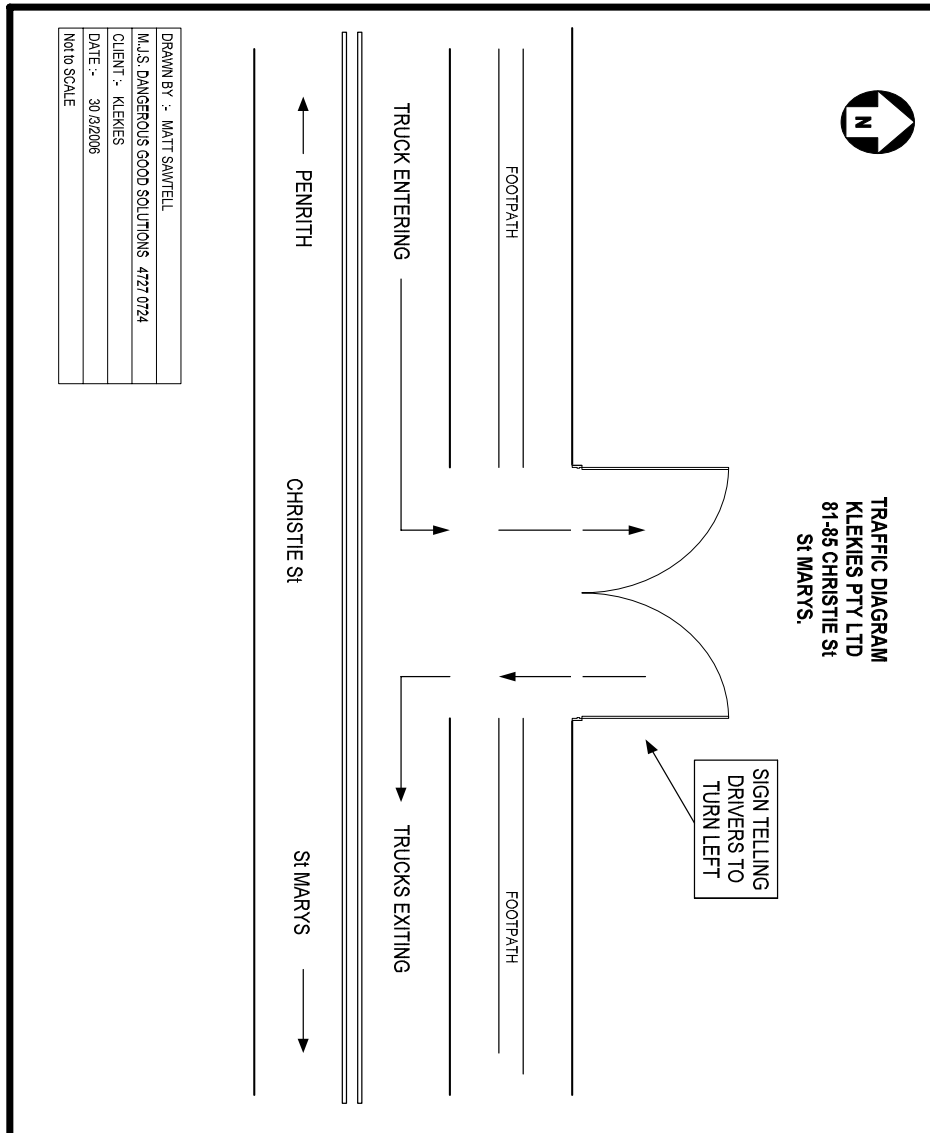 N
TRAFFIC DIAGRAM
KLEKIES PTY LTD
81-85 CHRISTIE St
St MARYS.
SIGN TELLING
DRIVERS TO
TURN LEFT
FOOTPATH
FOOTPATH
TRUCK ENTERING
TRUCKS EXITING
PENRITH
CHRISTIE St
St MARYS
DRAWN BY :- MATT SAWTELL
M.J.S. DANGEROUS GOOD SOLUTIONS 4727 0724
CLIENT :- KLEKIES
DATE :- 30 /3/2006
Not to SCALE